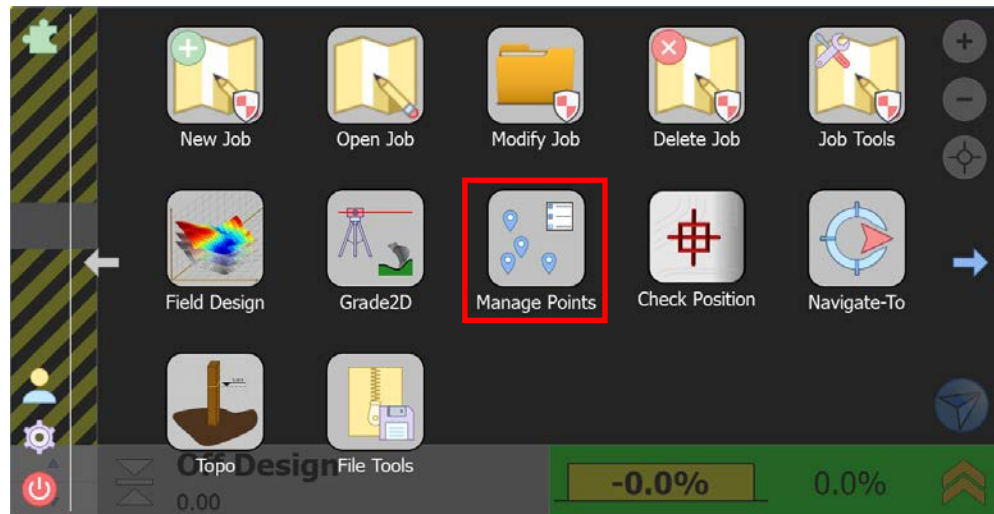 New Job
Open Job
Modify Job
Delete Job
Job Tools
Field Design
Grade2D
Manage Points
Check Position
Navigate-To
Topo
File Tools
Off Design
0.00
-0.0%
0.0%